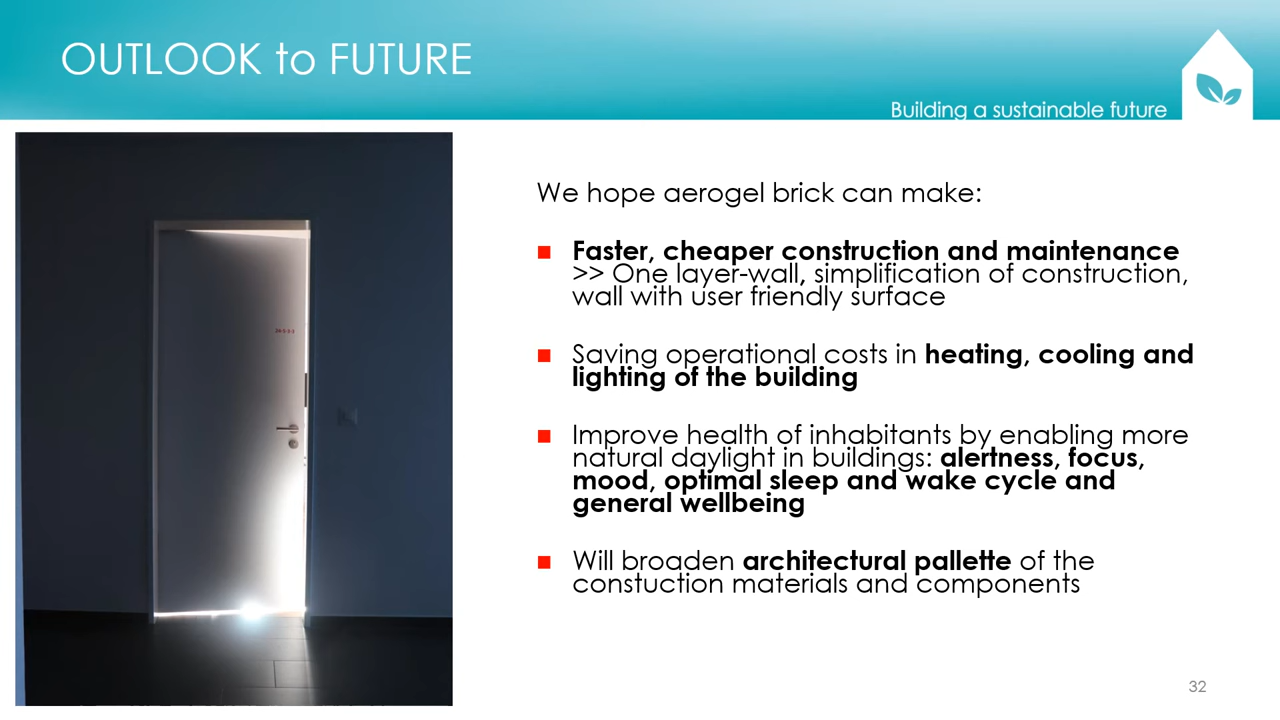 OUTLOOK to FUTURE
Building a sustainable future
We hope aerogel brick can make:
Faster, cheaper construction and maintenance
>> One layer-wall, simplification of construction,
wall with user friendly surface
Saving operational costs in heating, cooling and
lighting of the building
Improve health of inhabitants by enabling more
natural daylight in buildings: alertness, focus,
mood, optimal sleep and wake cycle and
general wellbeing
Will broaden architectural pallette of the
constuction materials and components
32